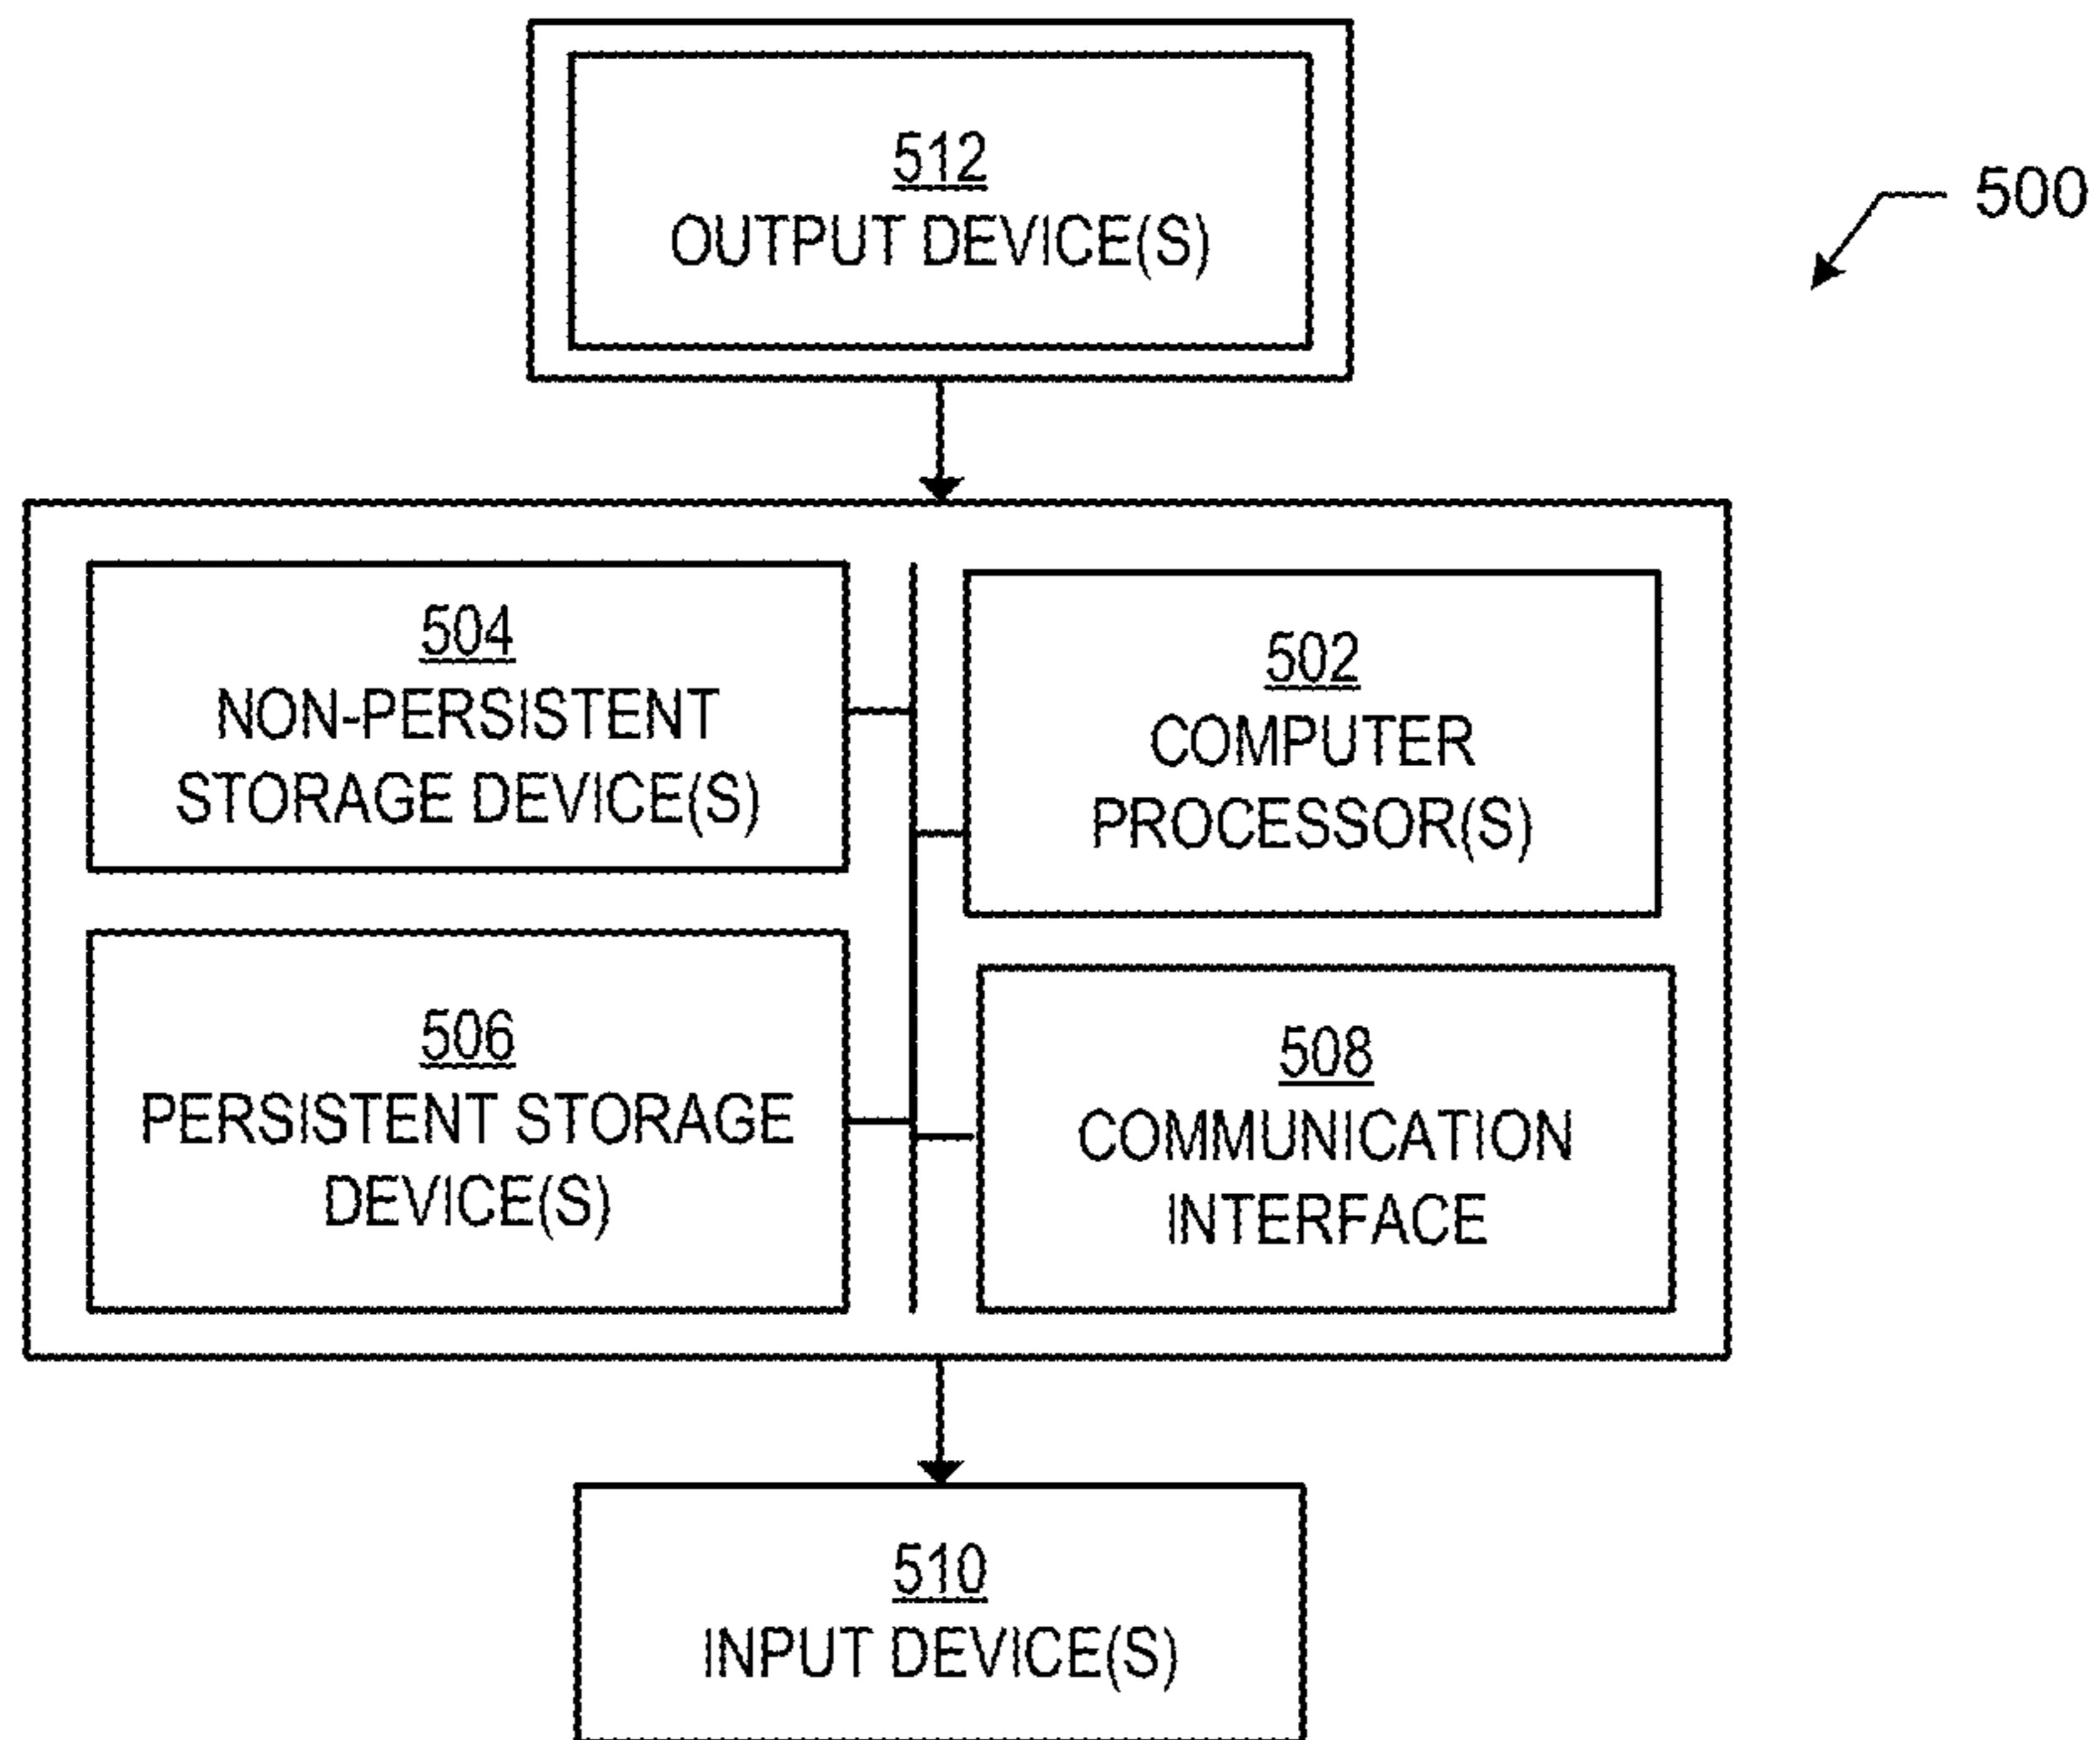 512
OUTPUT DEVICE(S)
500
504
NON-PERSISTENT
STORAGE DEVICE(S)
502
COMPUTER
PROCESSOR(S)
506
PERSISTENT STORAGE
DEVICE(S)
508
COMMUNICATION
INTERFACE
510
INPUT DEVICE(S)